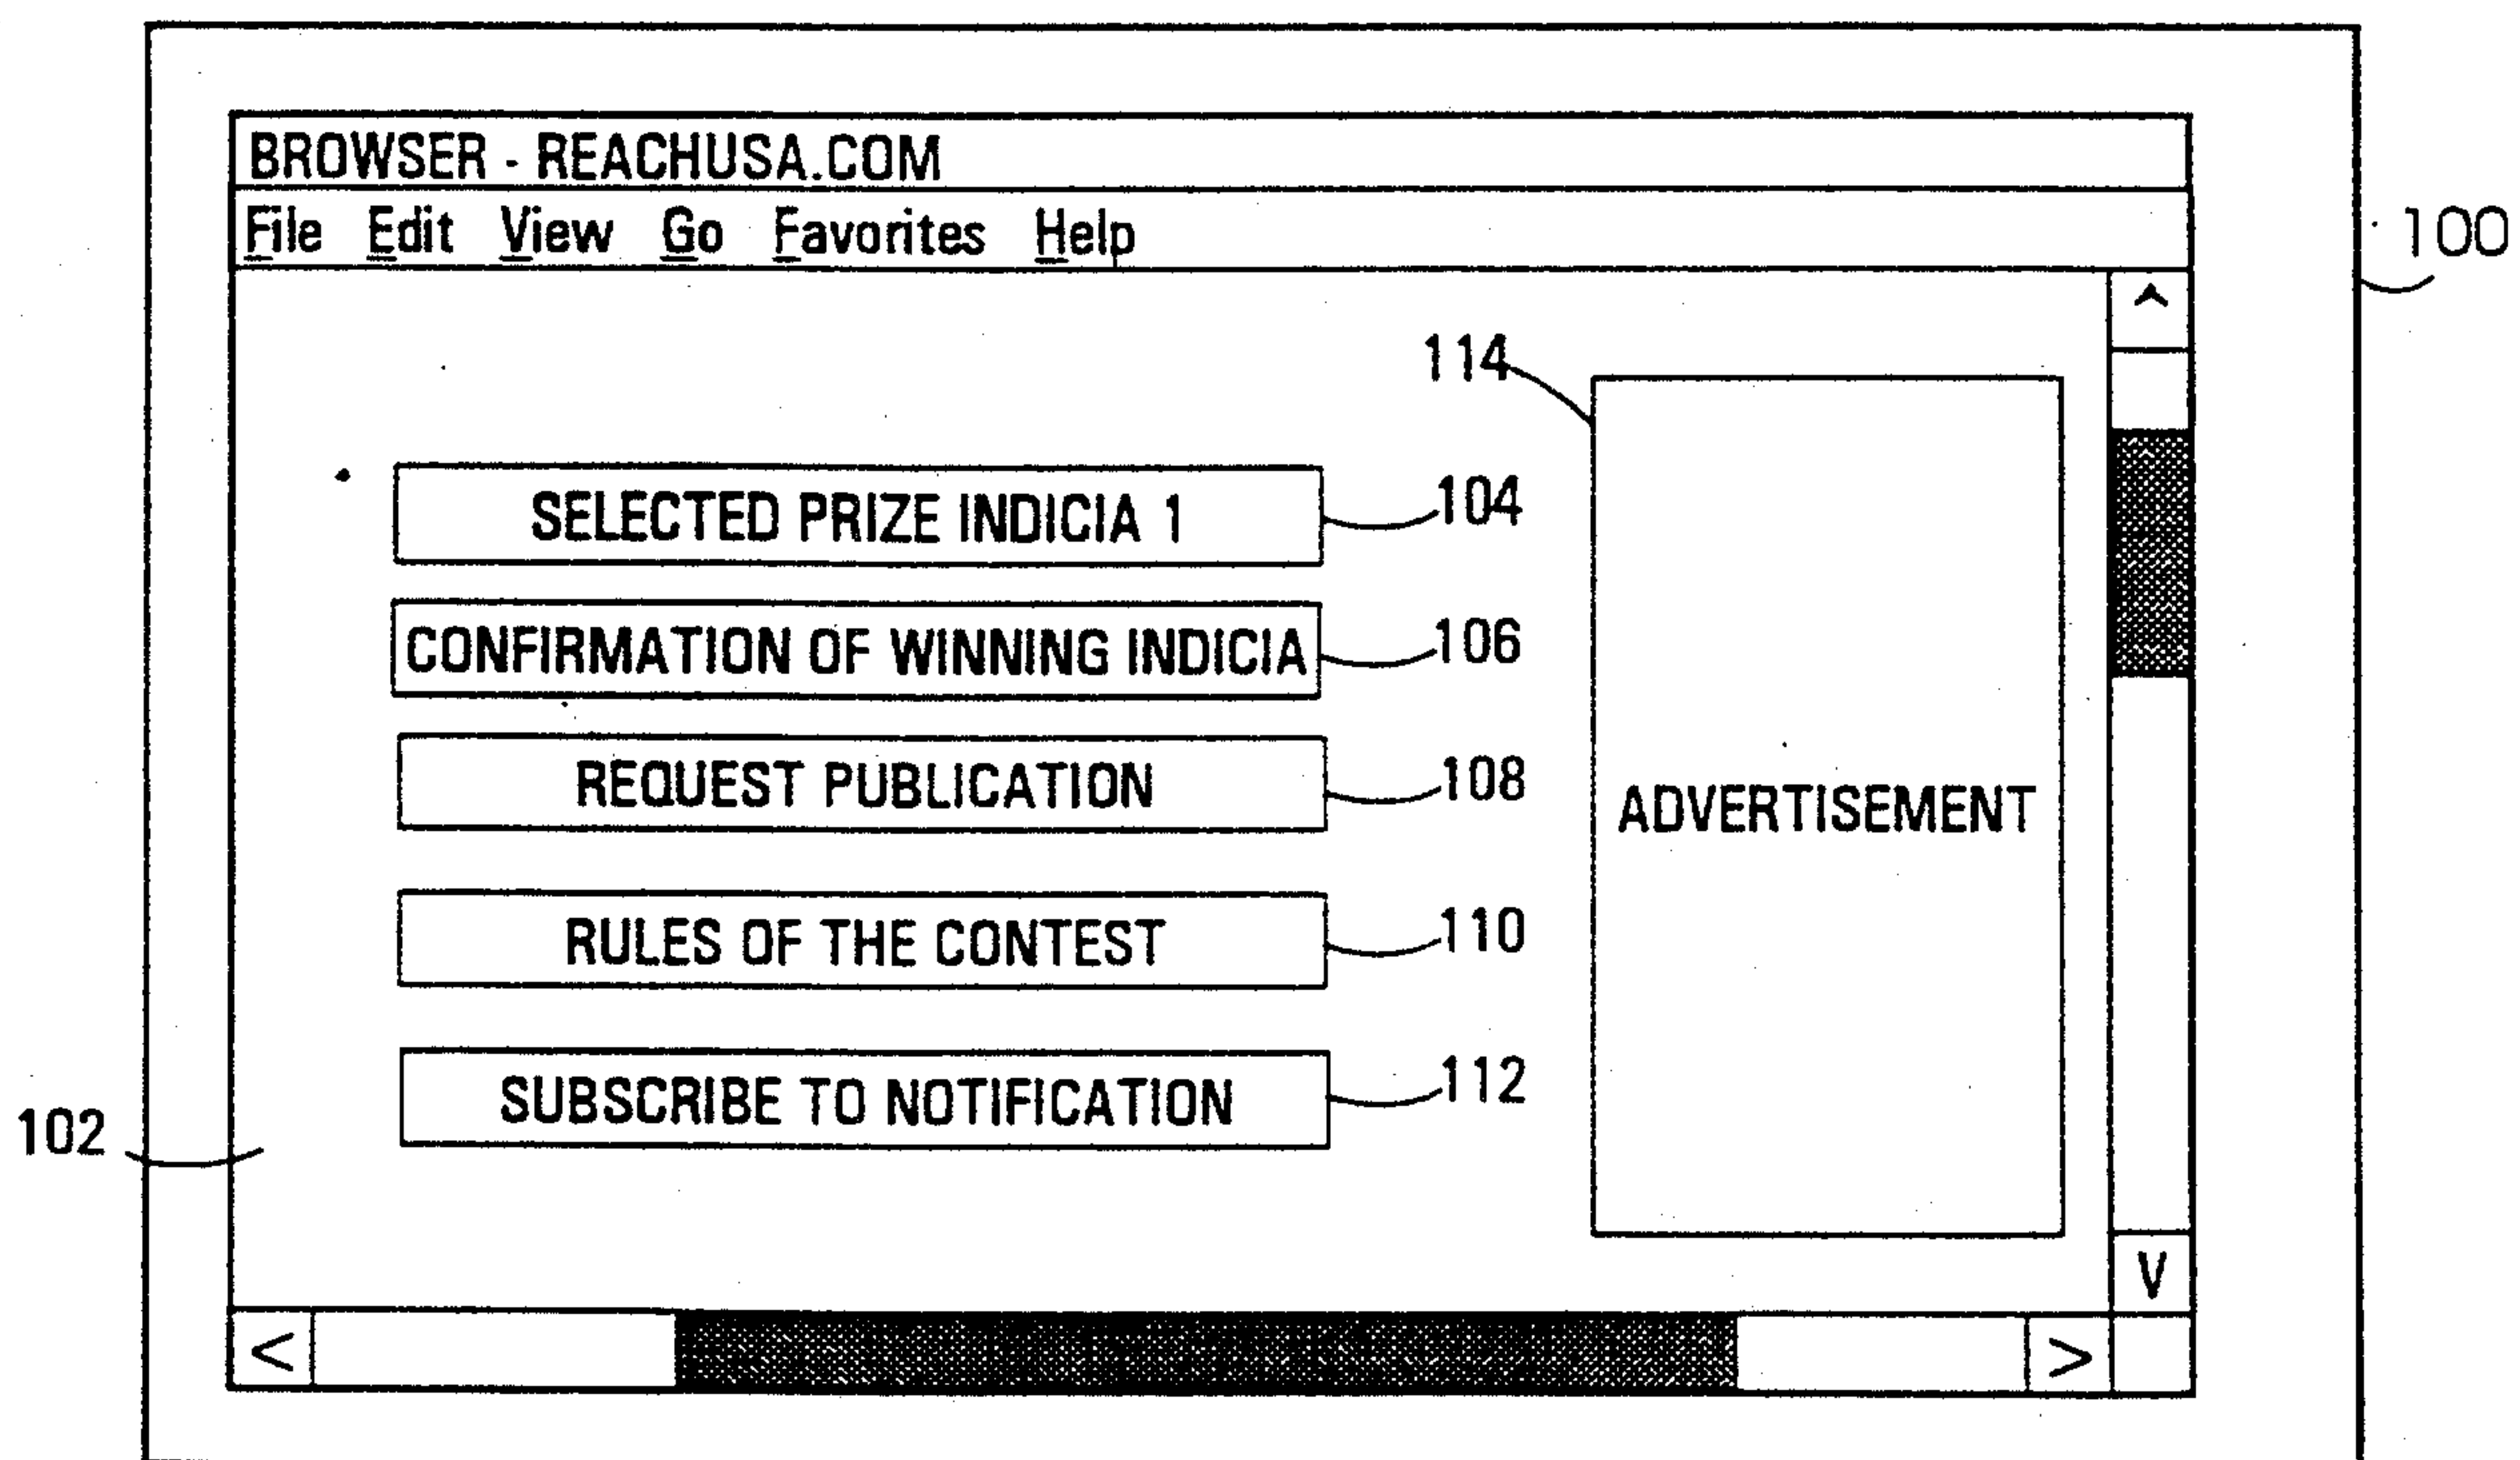 BROWSER - REACHUSA.COM
File Edit View Go Favorites Help
100
114
SELECTED PRIZE INDICIA 1
104
CONFIRMATION OF WINNING INDICIA
106
REQUEST PUBLICATION
108
ADVERTISEMENT
RULES OF THE CONTEST
110
SUBSCRIBE TO NOTIFICATION
112
102